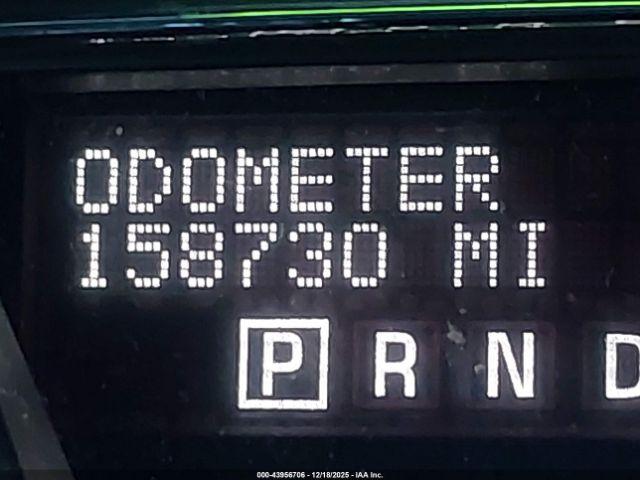 ODOMETER
158730 MI
P R N D
000-43956706 - 12/18/2025 - IAA Inc.